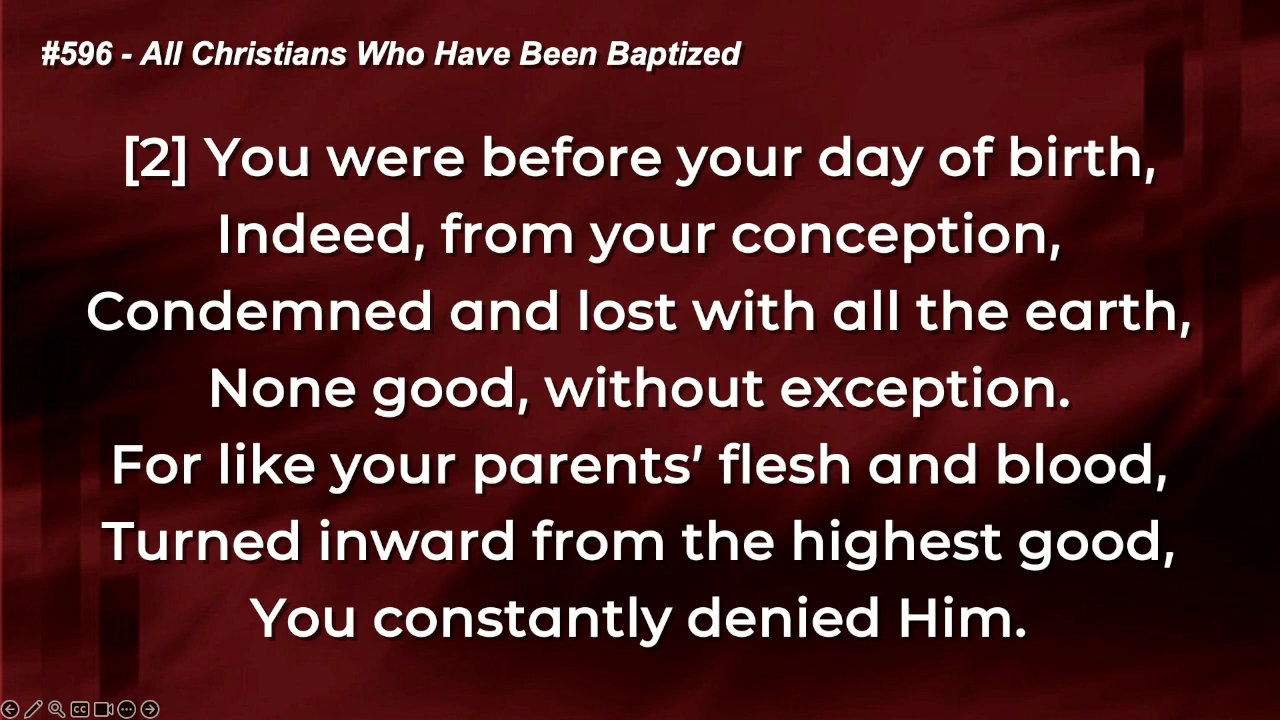 #596 - All Christians Who Have Been Baptized
[2] You were before your day of birth,
Indeed, from your conception,
Condemned and lost with all the earth,
None good, without exception.
For like your parents’ flesh and blood,
Turned inward from the highest good,
You constantly denied Him.
CC